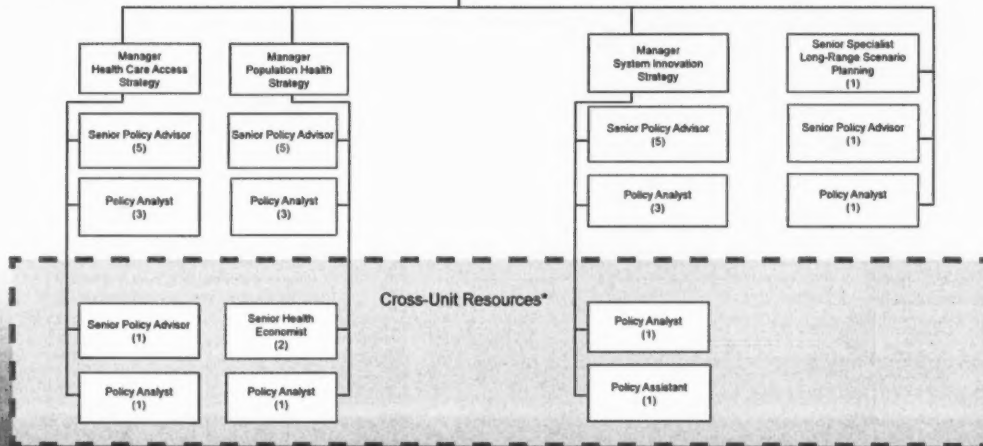 Manager
Health Care Access
Strategy
Manager
Population Health
Strategy
Manager
System Innovation
Strategy
Senior Specialist
Long-Range Scenario
Planning
(1)
Senior Policy Advisor
(5)
Senior Policy Advisor
(5)
Senior Policy Advisor
(5)
Senior Policy Advisor
(1)
Policy Analyst
(3)
Policy Analyst
(3)
Policy Analyst
(3)
Policy Analyst
(1)
Cross-Unit Resources*
Senior Policy Advisor
(1)
Senior Health
Economist
(2)
Policy Analyst
(1)
Policy Analyst
(1)
Policy Analyst
(1)
Policy Assistant
(1)